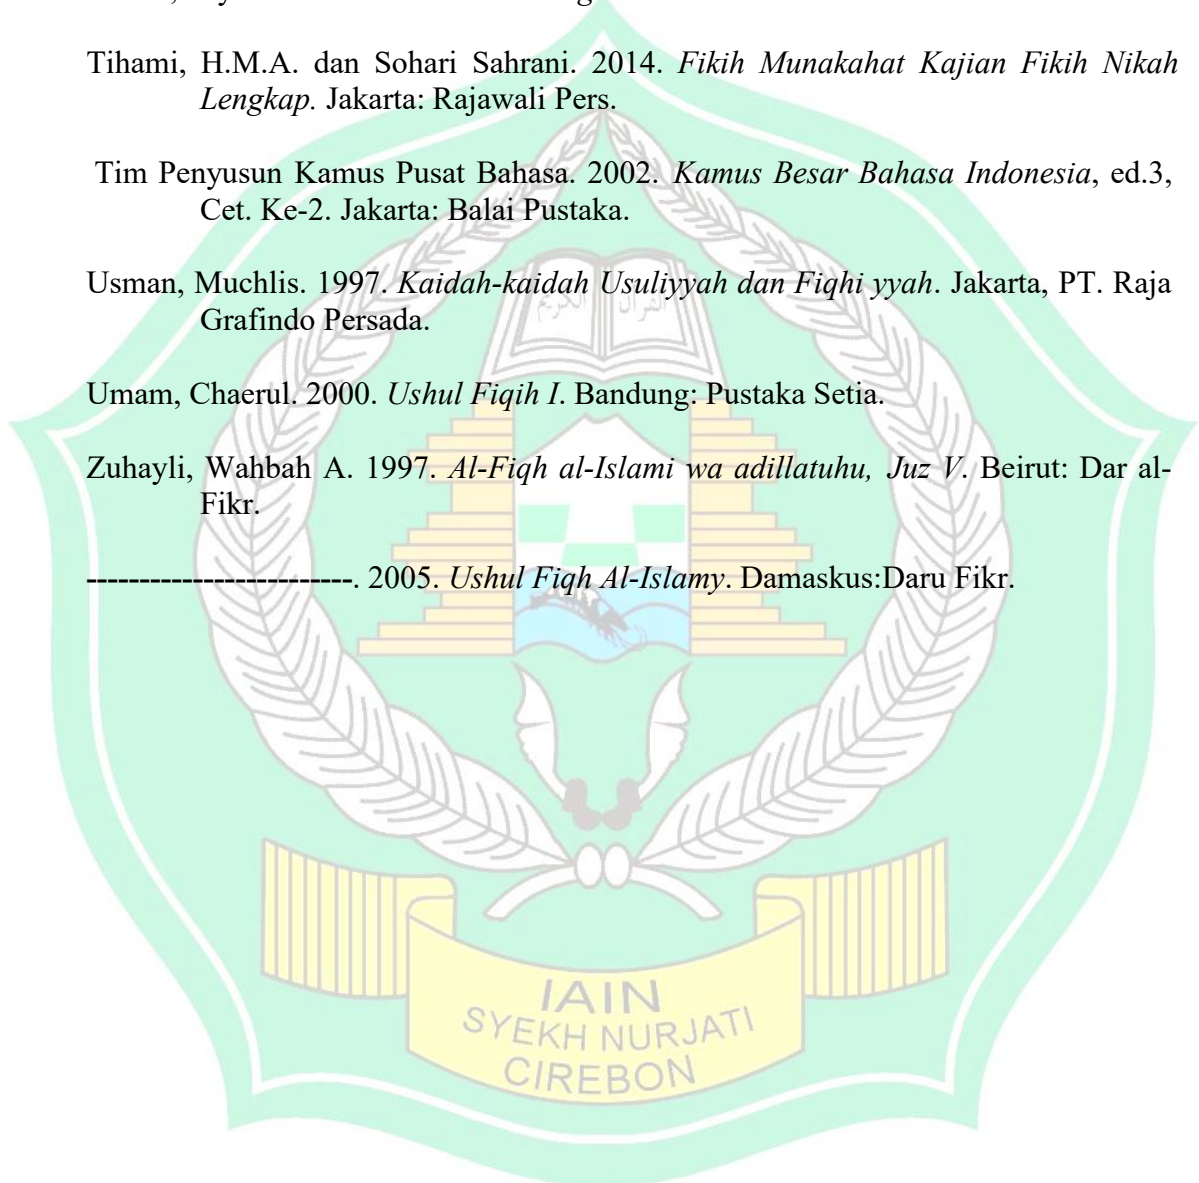 Tihami, H.M.A. dan Sohari Sahrani. 2014. Fikih Munakahat Kajian Fikih Nikah
Lengkap. Jakarta: Rajawali Pers.
Tim Penyusun Kamus Pusat Bahasa. 2002. Kamus Besar Bahasa Indonesia, ed.3,
Cet. Ke-2. Jakarta: Balai Pustaka.
Usman, Muchlis. 1997. Kaidah-kaidah Usuliyyah dan Fiqhi yyah. Jakarta, PT. Raja
Grafindo Persada.
القرآن الكريم
Umam, Chaerul. 2000. Ushul Fiqih I. Bandung: Pustaka Setia.
Zuhayli, Wahbah A. 1997. Al-Fiqh al-Islami wa adillatuhu, Juz V. Beirut: Dar al-
Fikr.
-------------------------. 2005. Ushul Fiqh Al-Islamy. Damaskus:Daru Fikr.
IAIN
SYEKH NURJATI
CIREBON